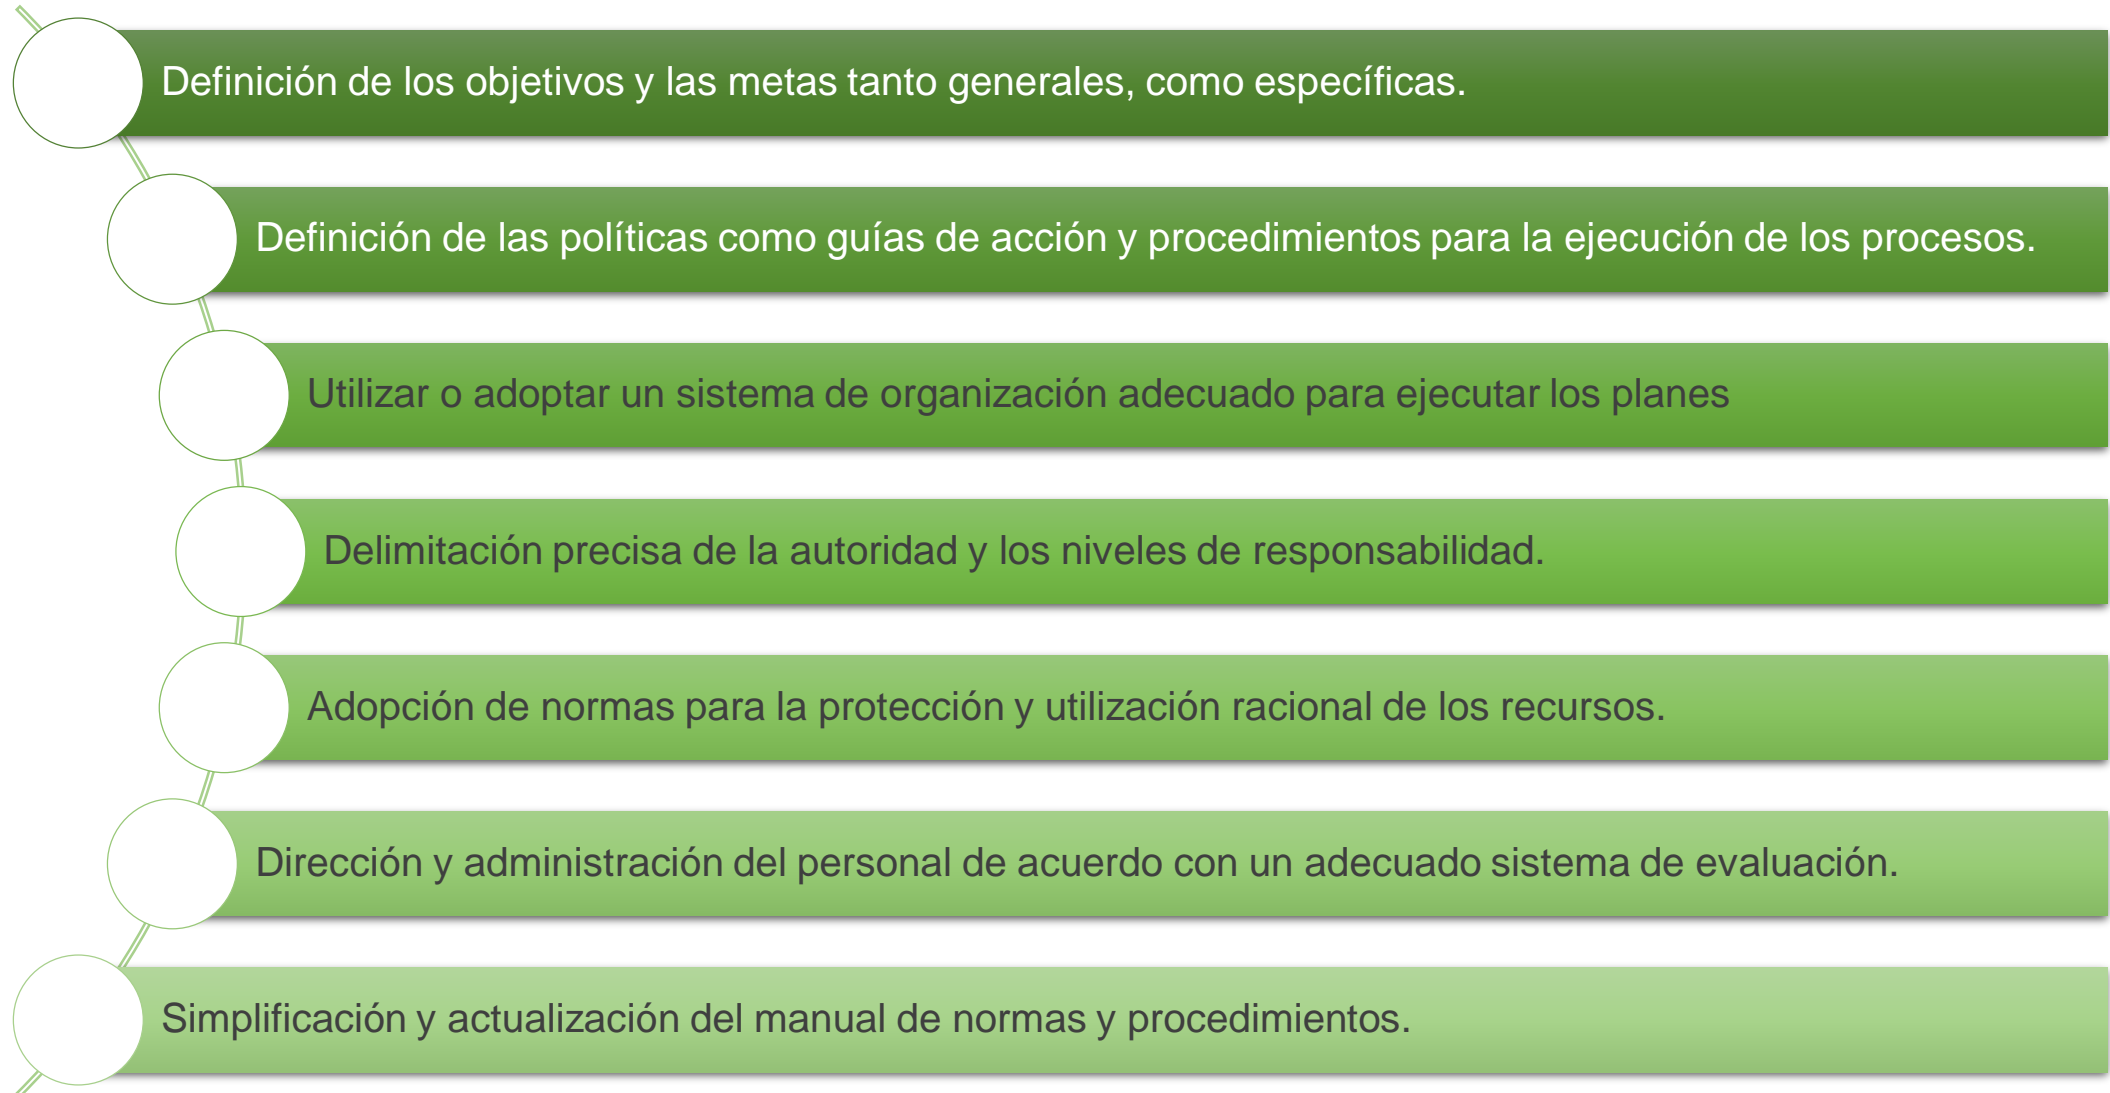 Definición de los objetivos y las metas tanto generales, como específicas.
Definición de las políticas como guías de acción y procedimientos para la ejecución de los procesos.
Utilizar o adoptar un sistema de organización adecuado para ejecutar los planes
Delimitación precisa de la autoridad y los niveles de responsabilidad.
Adopción de normas para la protección y utilización racional de los recursos.
Dirección y administración del personal de acuerdo con un adecuado sistema de evaluación.
Simplificación y actualización del manual de normas y procedimientos.